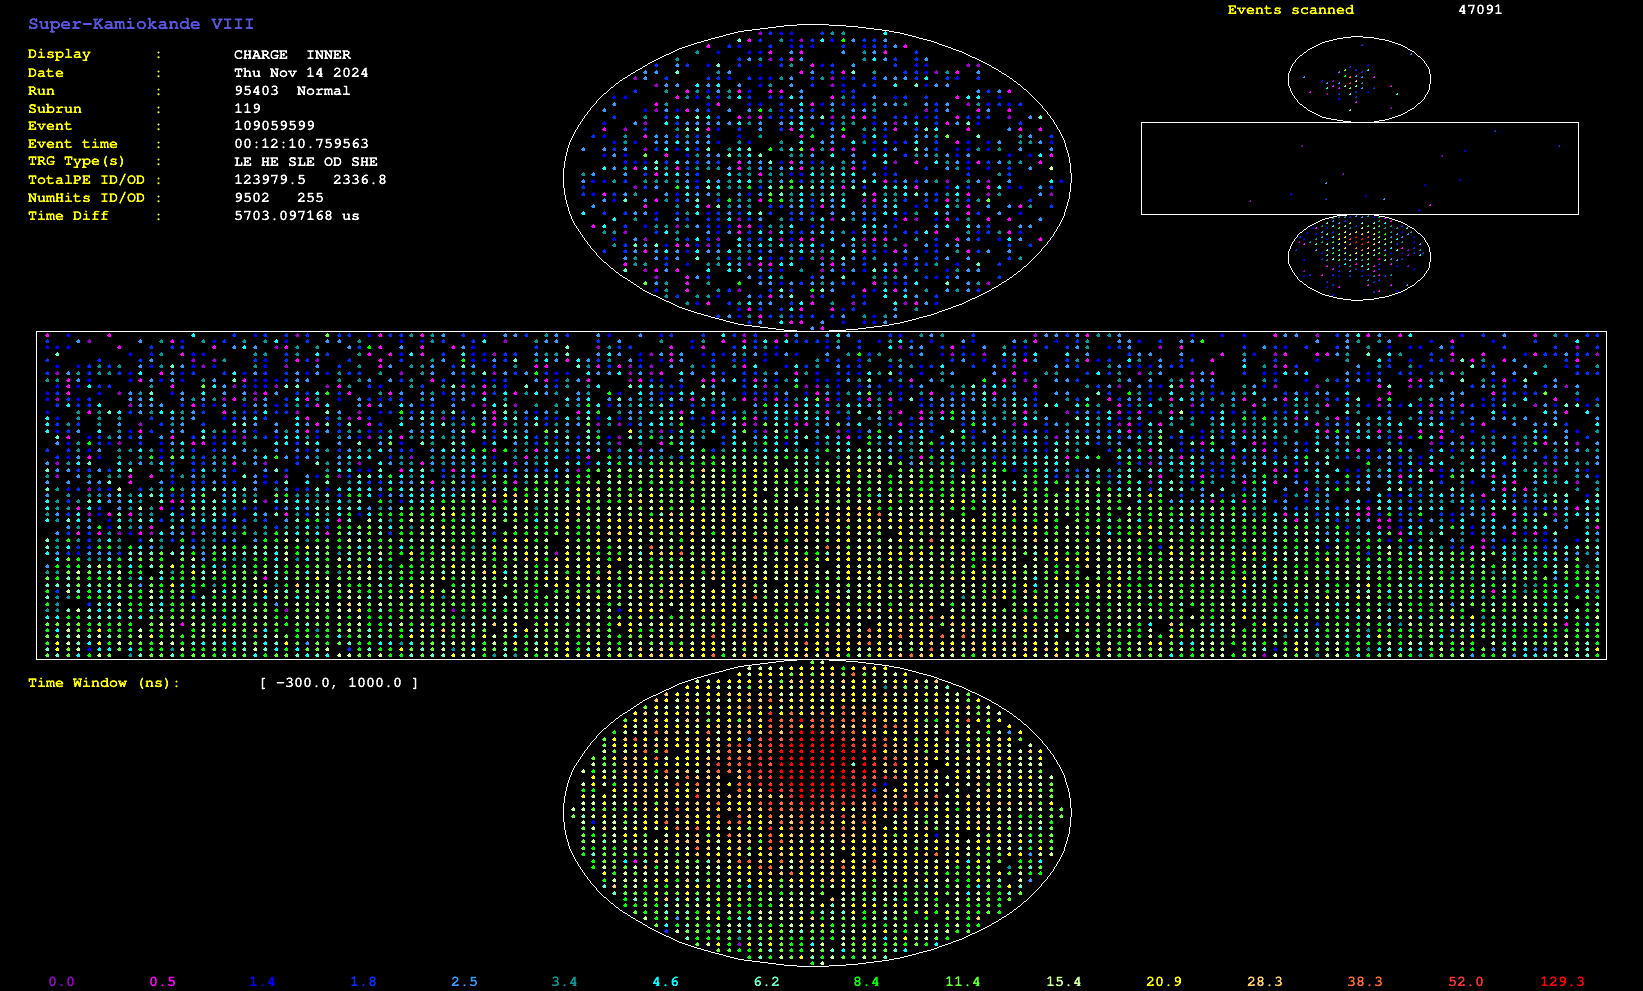 Super-Kamiokande VIII
Events scanned 47091
Display : CHARGE INNER
Date : Thu Nov 14 2024
Run : 95403 Normal
Subrun : 119
Event : 109059599
Event time : 00:12:10.759563
TRG Type(s) : LE HE SLE OD SHE
TotalPE ID/OD : 123979.5 2336.8
NumHits ID/OD : 9502 255
Time Diff : 5703.097168 us
Time Window (ns): [ -300.0, 1000.0 ]
0.0 0.5 1.4 1.8 2.5 3.4 4.6 6.2 8.4 11.4 15.4 20.9 28.3 38.3 52.0 129.3